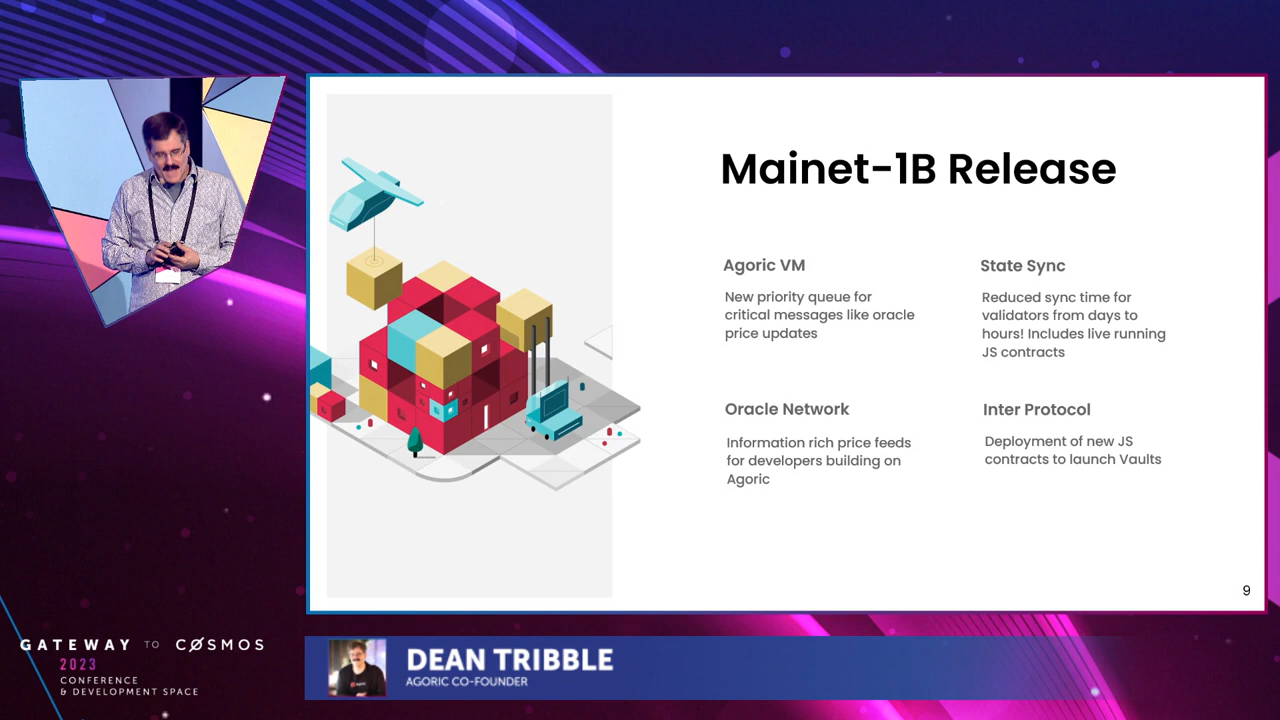 Mainet-1B Release
Agoric VM
New priority queue for
critical messages like oracle
price updates
State Sync
Reduced sync time for
validators from days to
hours! Includes live running
JS contracts
Oracle Network
Information rich price feeds
for developers building on
Agoric
Inter Protocol
Deployment of new JS
contracts to launch Vaults
9
GATEWAY TO CØSMOS
2023
CONFERENCE
& DEVELOPMENT SPACE
DEAN TRIBBLE
AGORIC CO-FOUNDER